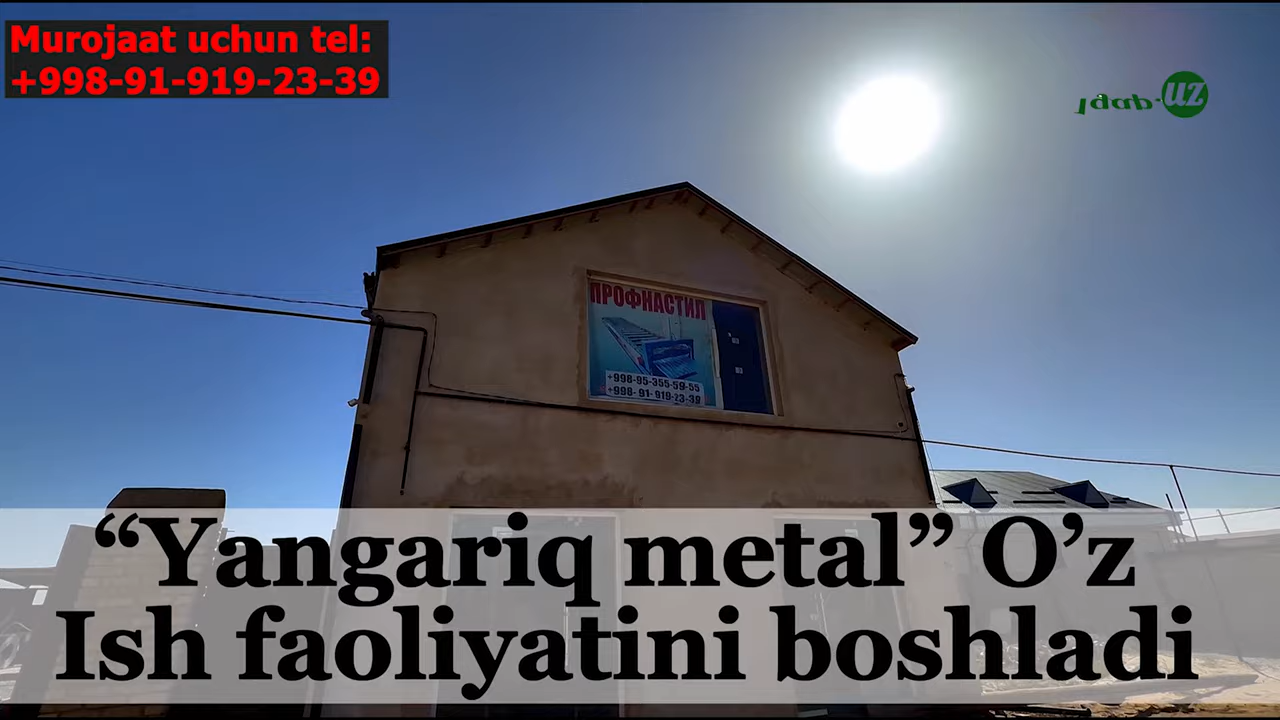 Murojaat uchun tel:
+998-91-919-23-39
uz
ПРОФНАСТИЛ
+998-95-355-59-55
+998- 91- 919-23-39
“Yangariq metal” O’z
Ish faoliyatini boshladi